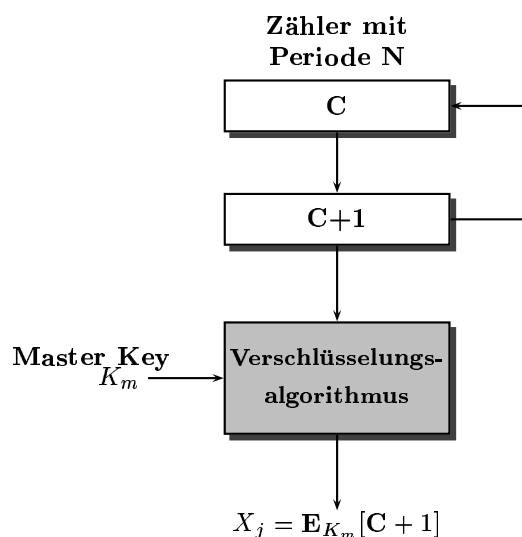 Zähler mit
Periode N
C
C+1
Master Key
K_m
Verschlüsselungs-
algorithmus
X_j = E_{K_m}[C + 1]